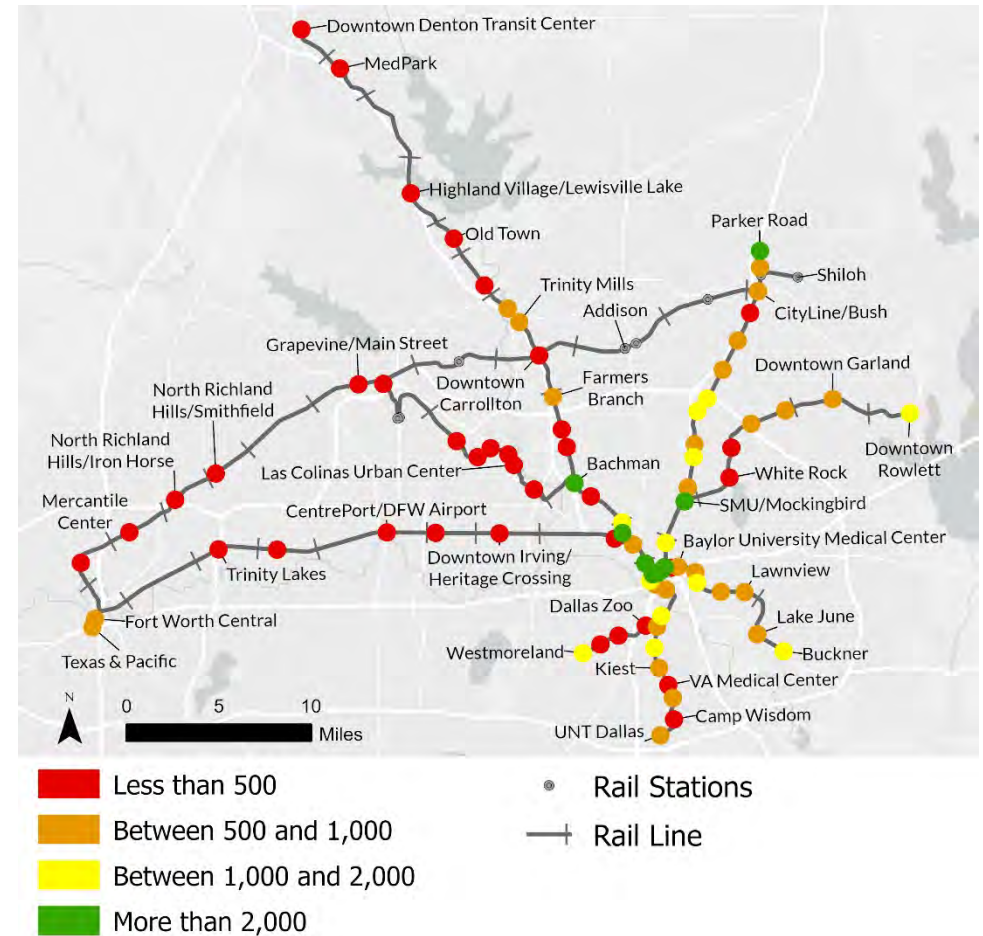 Downtown Denton Transit Center
MedPark
Highland Village/Lewisville Lake
Parker Road
Old Town
Shiloh
Trinity Mills
Addison
CityLine/Bush
Grapevine/Main Street
Downtown Garland
Downtown
Carrollton
Farmers
Branch
North Richland
Hills/Smithfield
North Richland
Hills/Iron Horse
Downtown
Rowlett
Las Colinas Urban Center
Bachman
White Rock
Mercantile
Center
SMU/Mockingbird
CentrePort/DFW Airport
Baylor University Medical Center
Downtown Irving/
Heritage Crossing
Trinity Lakes
Lawnview
Dallas Zoo
Lake June
Fort Worth Central
Westmoreland
Buckner
Texas & Pacific
Kiest
VA Medical Center
N
0 5 10
Miles
Camp Wisdom
UNT Dallas
Less than 500
Between 500 and 1,000
Between 1,000 and 2,000
More than 2,000
Rail Stations
Rail Line